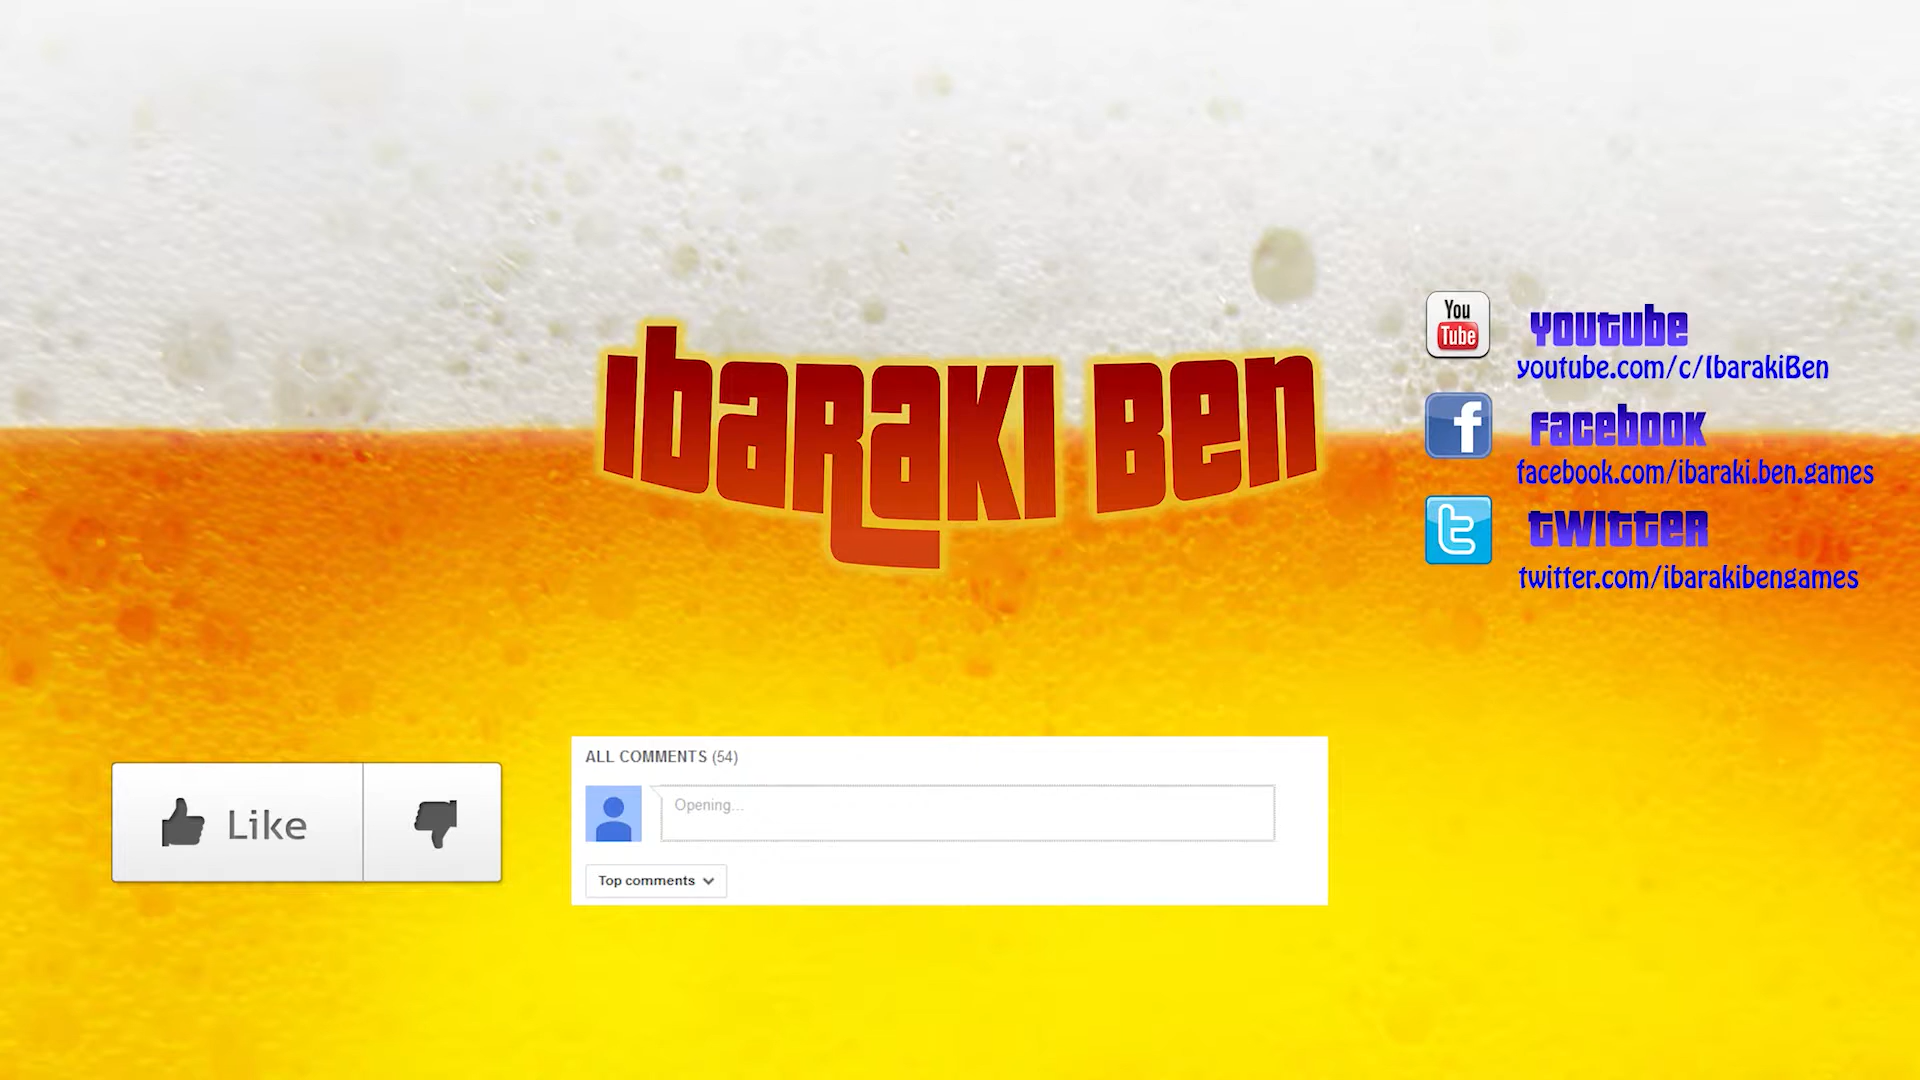 Ibaraki Ben
You
Tube
Youtube
youtube.com/c/IbarakiBen
f
Facebook
facebook.com/ibaraki.ben.games
t
Twitter
twitter.com/ibarakibengames
Like
ALL COMMENTS (54)
Opening...
Top comments